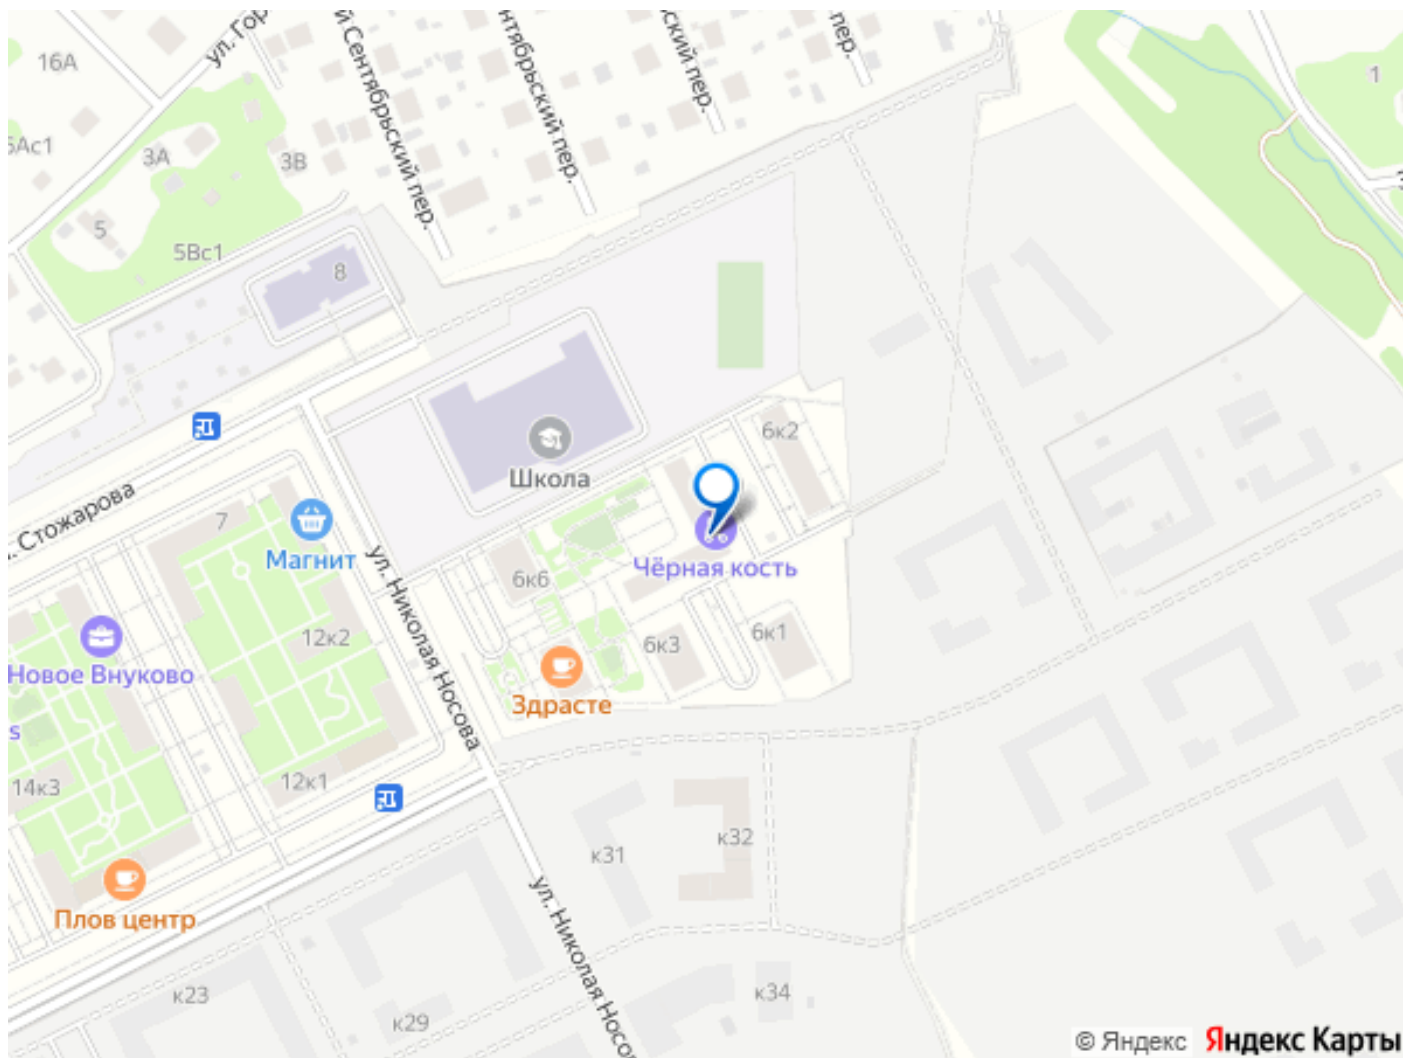 16А
ул. Гор
й Сентябрьский пер.
нтябрьский пер.
ский пер.
пер.
1
6Ас1
3А
3В
5
5Вс1
8
6к2
Школа
. Стожарова
7
Магнит
ул. Николая Носова
Чёрная кость
6к6
12к2
6к3
6к1
Новое Внуково
Здрасте
s
14к3
12к1
к31
к32
Плов центр
ул. Николая Носо
к23
к29
к34
© Яндекс Яндекс Карты